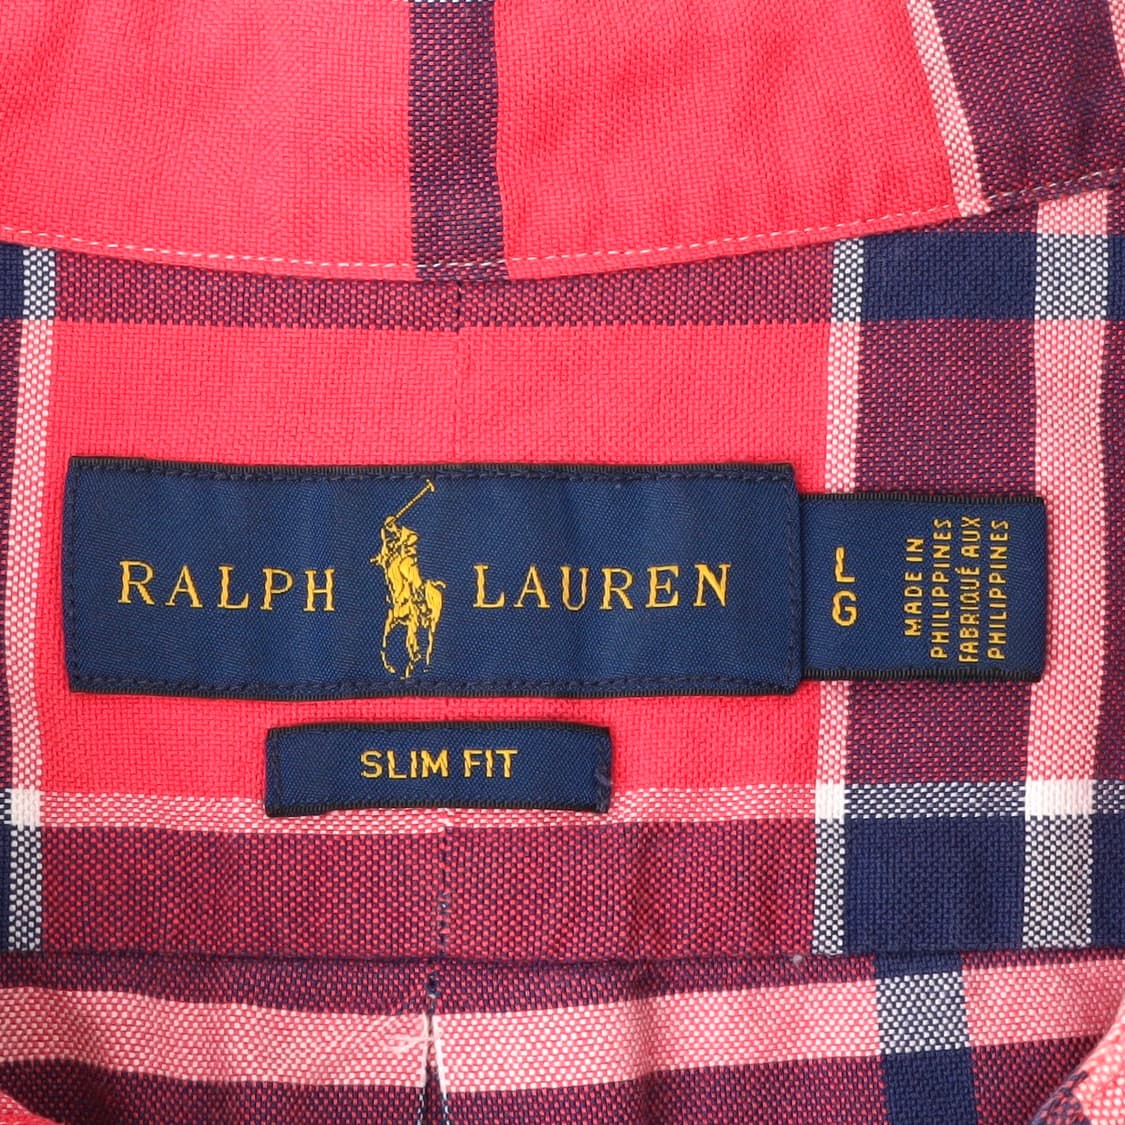 RALPH LAUREN
L
G
MADE IN
PHILIPPINES
FABRIQUÉ AUX
PHILIPPINES
SLIM FIT